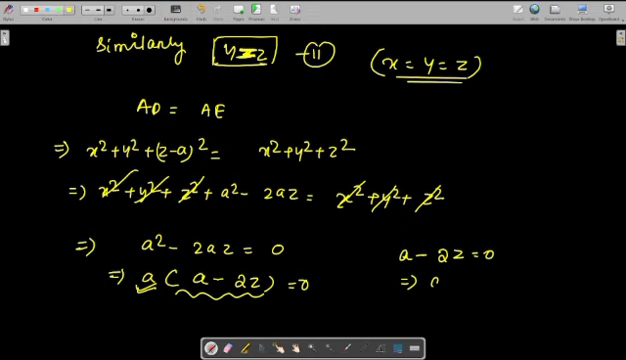 Similarly y=z -(11) (x = y = z)
AD = AE
=) x²+y²+(z-a)² = x²+y²+z²
=) x²+y²+z²+a²-2az = x²+y²+z²
=) a²-2az = 0
=) a(a-2z) = 0
a-2z=0
=)